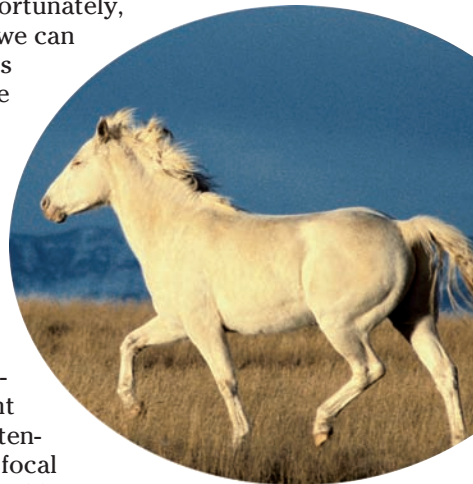 ortunately,
we can
s
e
-
nt
ten-
focal